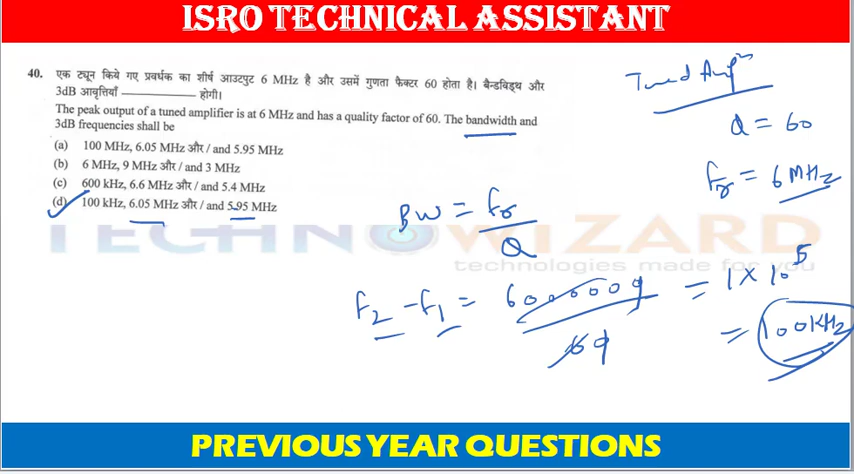 ISRO TECHNICAL ASSISTANT
40. एक ट्यून किये गए प्रवर्धक का शीर्ष आउटपुट 6 MHz है और उसमें गुणता फैक्टर 60 होता है। बैन्डविड्थ और
3dB आवृत्तियाँ ———— होगी।
The peak output of a tuned amplifier is at 6 MHz and has a quality factor of 60. The bandwidth and
3dB frequencies shall be
(a) 100 MHz, 6.05 MHz और / and 5.95 MHz
(b) 6 MHz, 9 MHz और / and 3 MHz
(c) 600 kHz, 6.6 MHz और / and 5.4 MHz
(d) 100 kHz, 6.05 MHz और / and 5.95 MHz
Tuned Amp
Q = 60
fr = 6 MHz
BW = fr
Q
TECHNOWIZARD
technologies made for you
F2 - F1 = 6000000 = 1 × 10^5
60
= 100KHz
PREVIOUS YEAR QUESTIONS